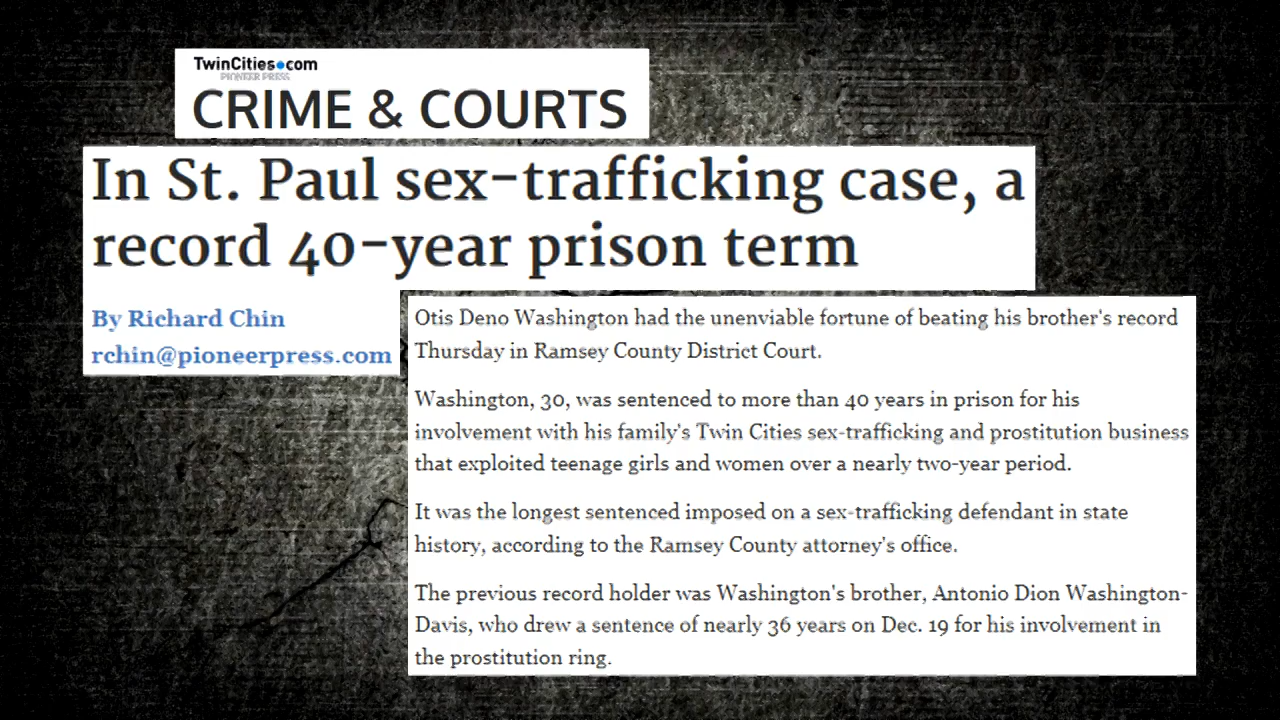 TwinCities.com
PIONEER PRESS
CRIME & COURTS
In St. Paul sex-trafficking case, a
record 40-year prison term
By Richard Chin
rchin@pioneerpress.com
Otis Deno Washington had the unenviable fortune of beating his brother's record
Thursday in Ramsey County District Court.
Washington, 30, was sentenced to more than 40 years in prison for his
involvement with his family's Twin Cities sex-trafficking and prostitution business
that exploited teenage girls and women over a nearly two-year period.
It was the longest sentenced imposed on a sex-trafficking defendant in state
history, according to the Ramsey County attorney's office.
The previous record holder was Washington's brother, Antonio Dion Washington-
Davis, who drew a sentence of nearly 36 years on Dec. 19 for his involvement in
the prostitution ring.